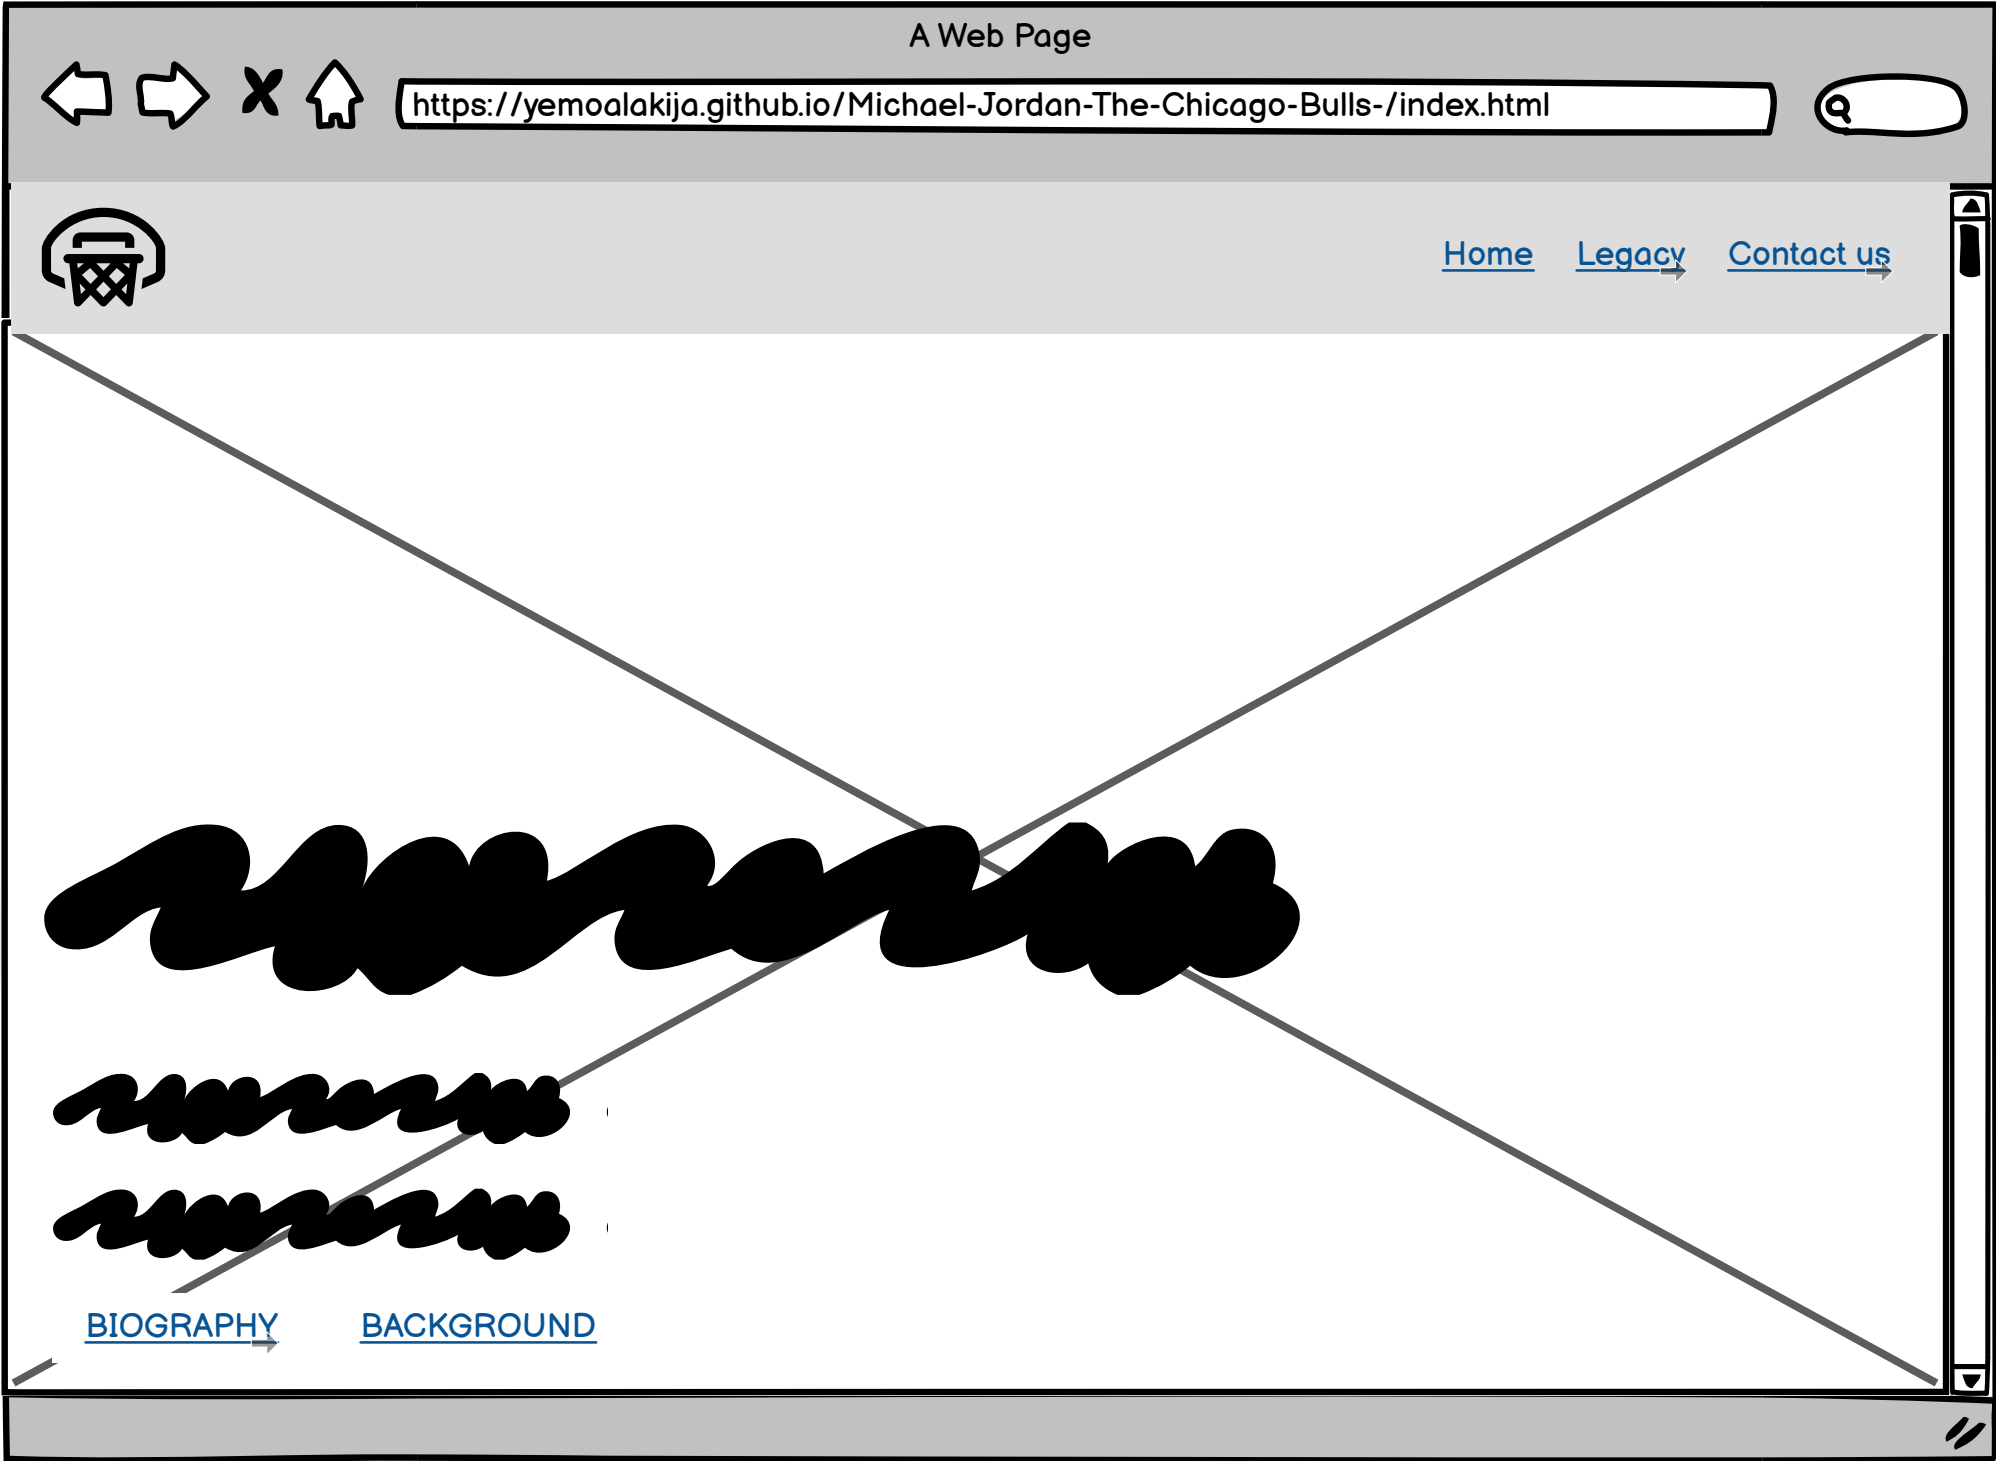 A Web Page
https://yemoalakija.github.io/Michael-Jordan-The-Chicago-Bulls-/index.html
Home Legacy Contact us
BIOGRAPHY BACKGROUND